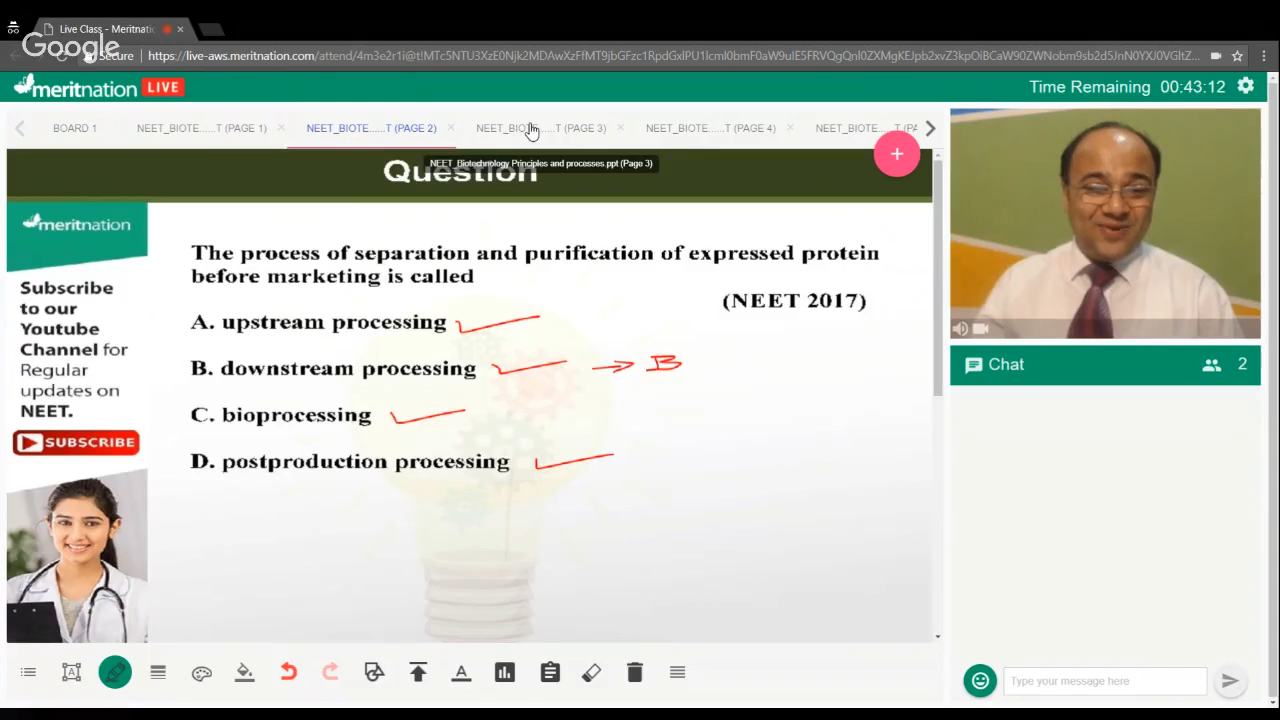 Live Class - Meritnatio
Google
Secure
meritnation LIVE
Time Remaining 00:43:12
BOARD 1
NEET_BIOTE......T (PAGE 1)
NEET_BIOTE......T (PAGE 2)
NEET_BIOTE......T (PAGE 3)
NEET_BIOTE......T (PAGE 4)
NEET_BIOTE......T (PA
NEET_Biotechnology Principles and processes ppt (Page 3)
Question
meritnation
Subscribe
to our
Youtube
Channel for
Regular
updates on
NEET.
SUBSCRIBE
The process of separation and purification of expressed protein
before marketing is called
(NEET 2017)
A. upstream processing
B. downstream processing → B
C. bioprocessing
D. postproduction processing
Chat
2
Type your message here